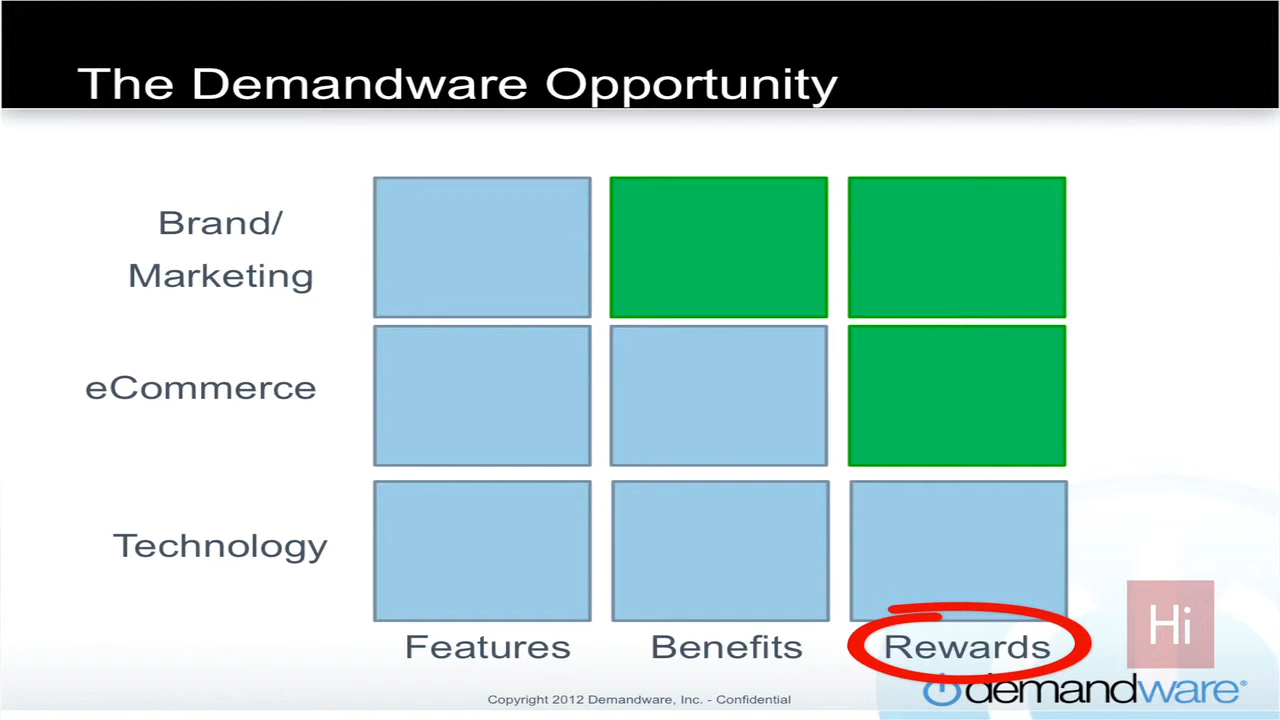 The Demandware Opportunity
Brand/
Marketing
eCommerce
Technology
Features
Benefits
Rewards
Hi
demandware®
Copyright 2012 Demandware, Inc. - Confidential